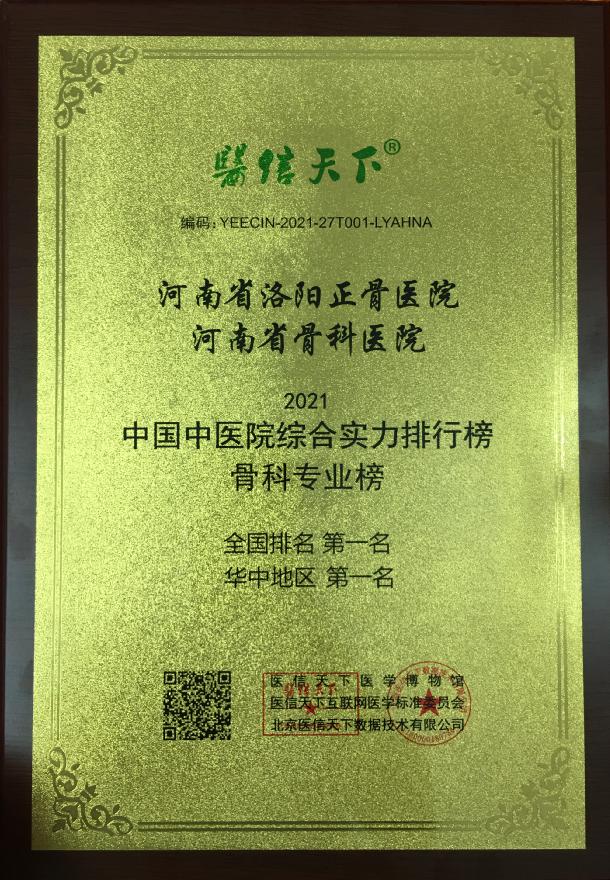 醫信天下®
编码：YEECIN-2021-27T001-LYAHNA
河南省洛阳正骨医院
河南省骨科医院
2021
中国中医院综合实力排行榜
骨科专业榜
全国排名 第一名
华中地区 第一名
医信天下医学博物馆
医信天下互联网医学标准委员会
北京医信天下数据技术有限公司
醫信天下